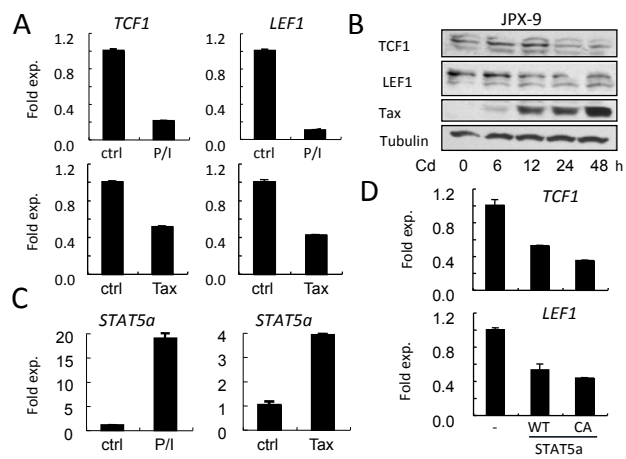 A
TCF1
LEF1
Fold exp.
1.2
0.8
0.4
0.0
ctrl P/I
1.2
0.8
0.4
0.0
ctrl P/I
Fold exp.
1.2
0.8
0.4
0.0
ctrl Tax
1.2
0.8
0.4
0.0
ctrl Tax
B
JPX-9
TCF1
LEF1
Tax
Tubulin
Cd 0 6 12 24 48 h
C
STAT5a
Fold exp.
20
15
10
5
0
ctrl P/I
STAT5a
4
3
2
1
0
ctrl Tax
D
TCF1
Fold exp.
1.2
0.8
0.4
0.0
LEF1
Fold exp.
1.2
0.8
0.4
0.0
- WT CA
STAT5a